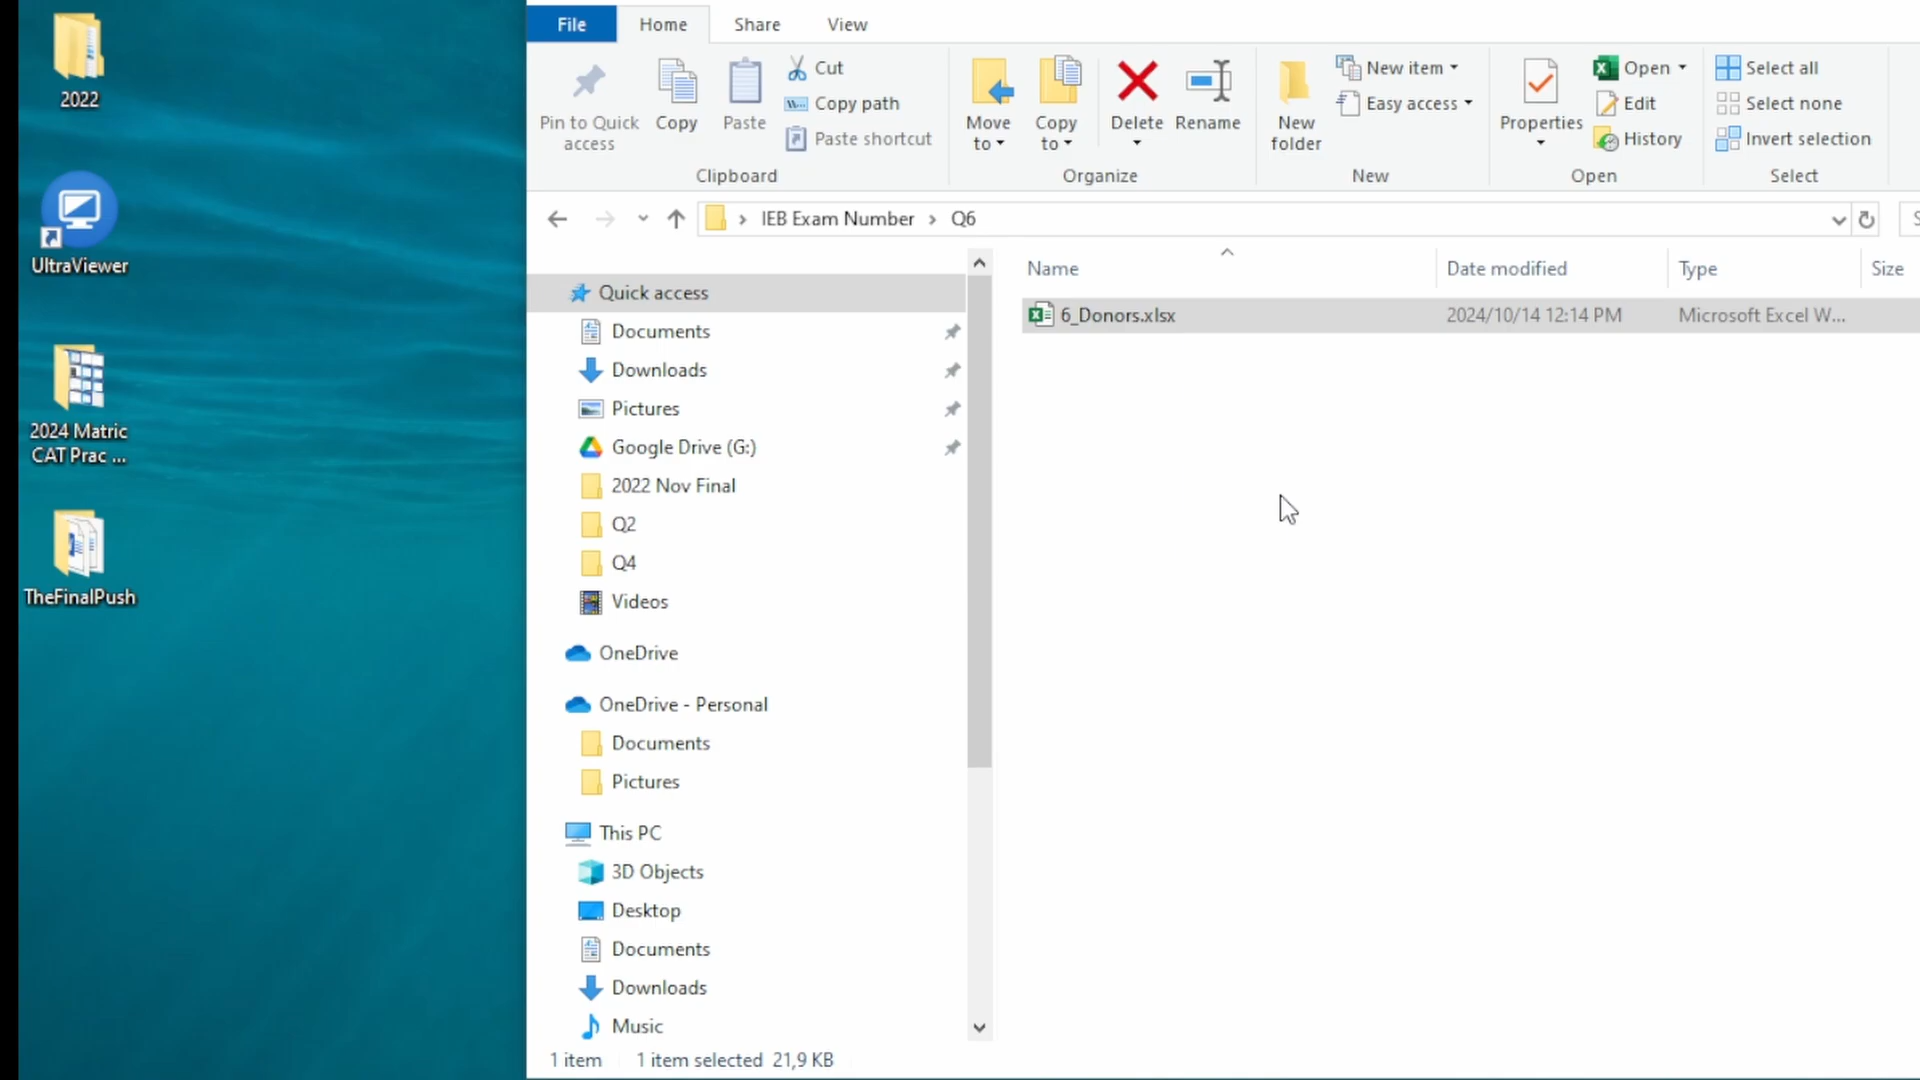 2022
UltraViewer
2024 Matric
CAT Prac ...
TheFinalPush
File Home Share View
Pin to Quick
access
Copy
Paste
Cut
Copy path
Paste shortcut
Clipboard
Move
to
Copy
to
Delete
Rename
Organize
New
folder
New item
Easy access
New
Properties
Open
Edit
History
Open
Select all
Select none
Invert selection
Select
IEB Exam Number Q6
Quick access
Documents
Downloads
Pictures
Google Drive (G:)
2022 Nov Final
Q2
Q4
Videos
OneDrive
OneDrive - Personal
Documents
Pictures
This PC
3D Objects
Desktop
Documents
Downloads
Music
Name Date modified Type Size
6_Donors.xlsx 2024/10/14 12:14 PM Microsoft Excel W...
1 item 1 item selected 21,9 KB